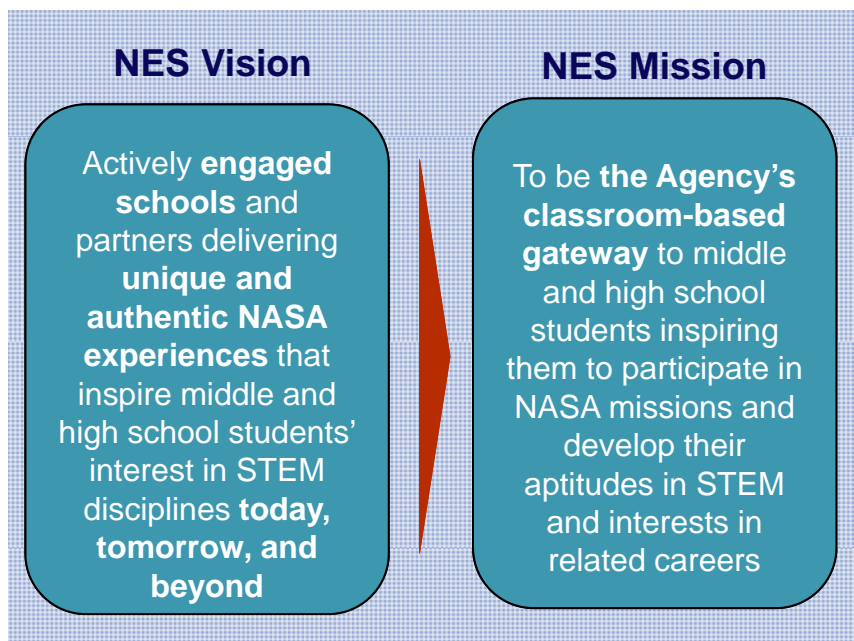 NES Vision
Actively engaged
schools and
partners delivering
unique and
authentic NASA
experiences that
inspire middle and
high school students’
interest in STEM
disciplines today,
tomorrow, and
beyond
NES Mission
To be the Agency’s
classroom-based
gateway to middle
and high school
students inspiring
them to participate in
NASA missions and
develop their
aptitudes in STEM
and interests in
related careers